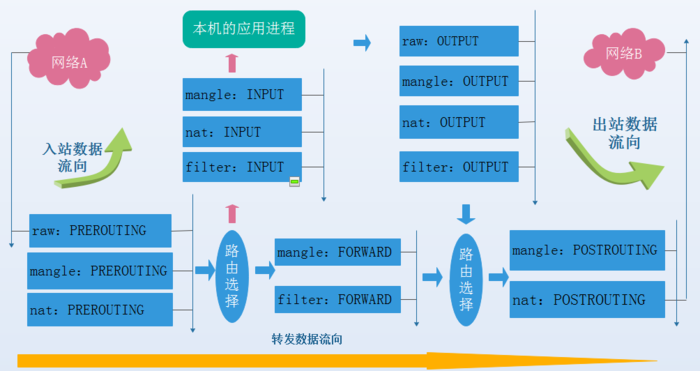 网络A
本机的应用进程
raw: OUTPUT
网络B
mangle: INPUT
mangle: OUTPUT
nat: INPUT
nat: OUTPUT
入站数据
流向
出站数据
流向
filter: INPUT
filter: OUTPUT
raw: PREROUTING
mangle: PREROUTING
nat: PREROUTING
路由选择
mangle: FORWARD
filter: FORWARD
路由选择
mangle: POSTROUTING
nat: POSTROUTING
转发数据流向